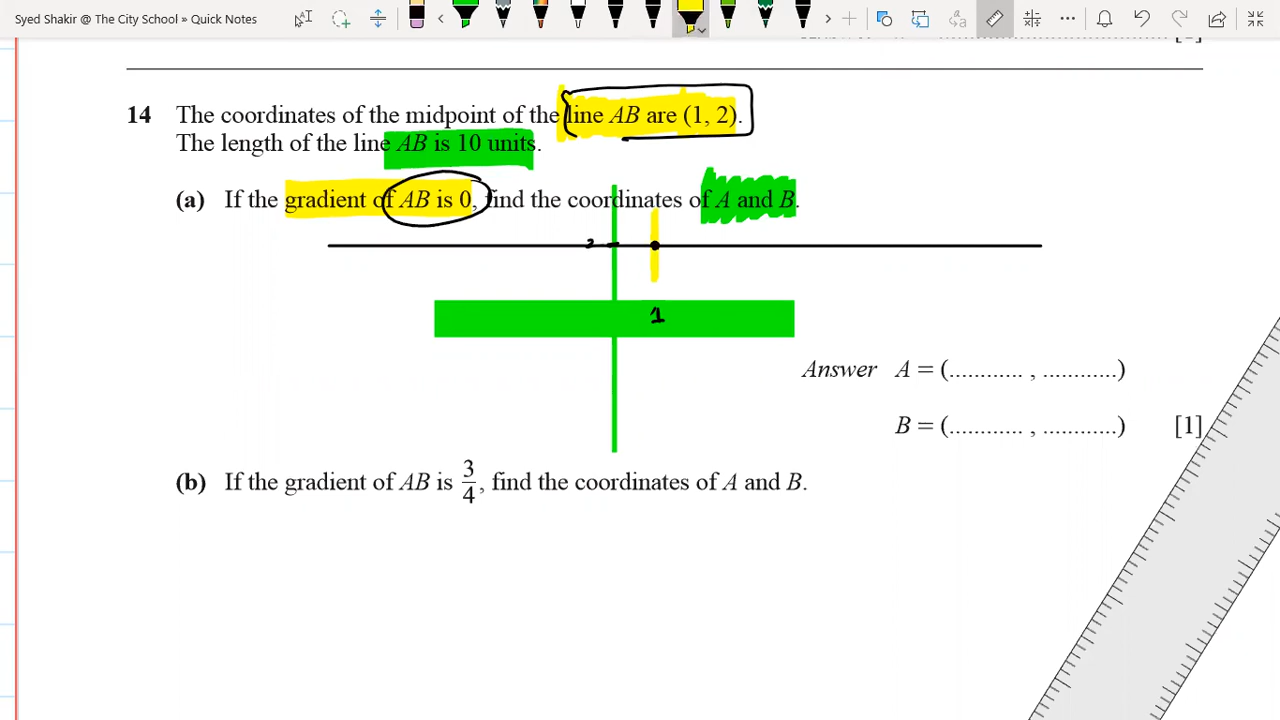 Syed Shakir @ The City School » Quick Notes
14 The coordinates of the midpoint of the line AB are (1, 2).
The length of the line AB is 10 units.
(a) If the gradient of AB is 0, find the coordinates of A and B.
2
1
Answer A = (............ , ............)
B = (............ , ............) [1]
(b) If the gradient of AB is 3/4, find the coordinates of A and B.